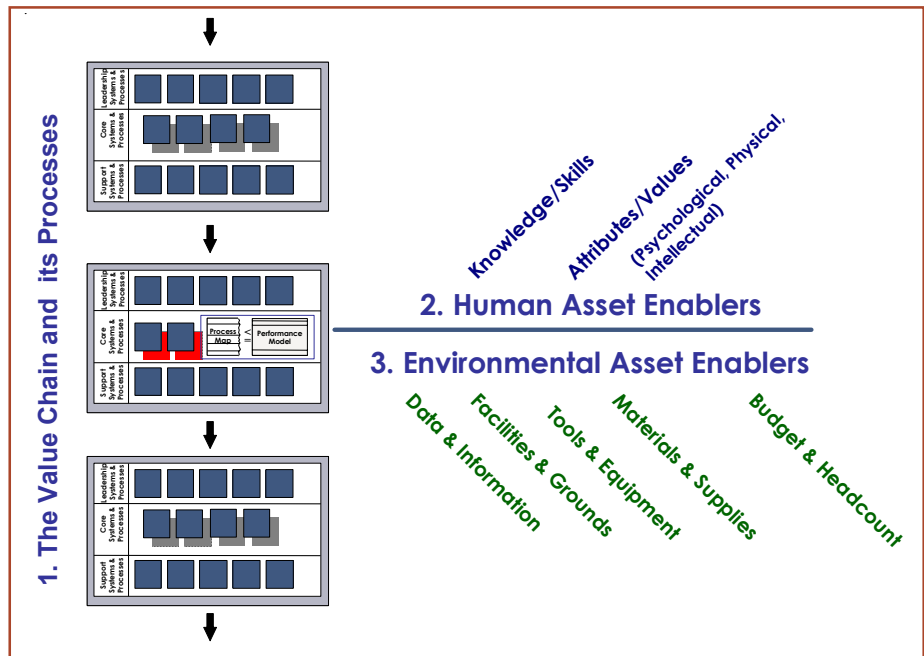 1. The Value Chain and its Processes
Leadership
Systems &
Processes
Core
Systems &
Processes
Support
Systems &
Processes
Leadership
Systems &
Processes
Core
Systems &
Processes
Process
Map
<
=
Performance
Model
Support
Systems &
Processes
Leadership
Systems &
Processes
Core
Systems &
Processes
Support
Systems &
Processes
Knowledge/Skills
Attributes/Values
(Psychological, Physical,
Intellectual)
2. Human Asset Enablers
3. Environmental Asset Enablers
Data & Information
Facilities & Grounds
Tools & Equipment
Materials & Supplies
Budget & Headcount